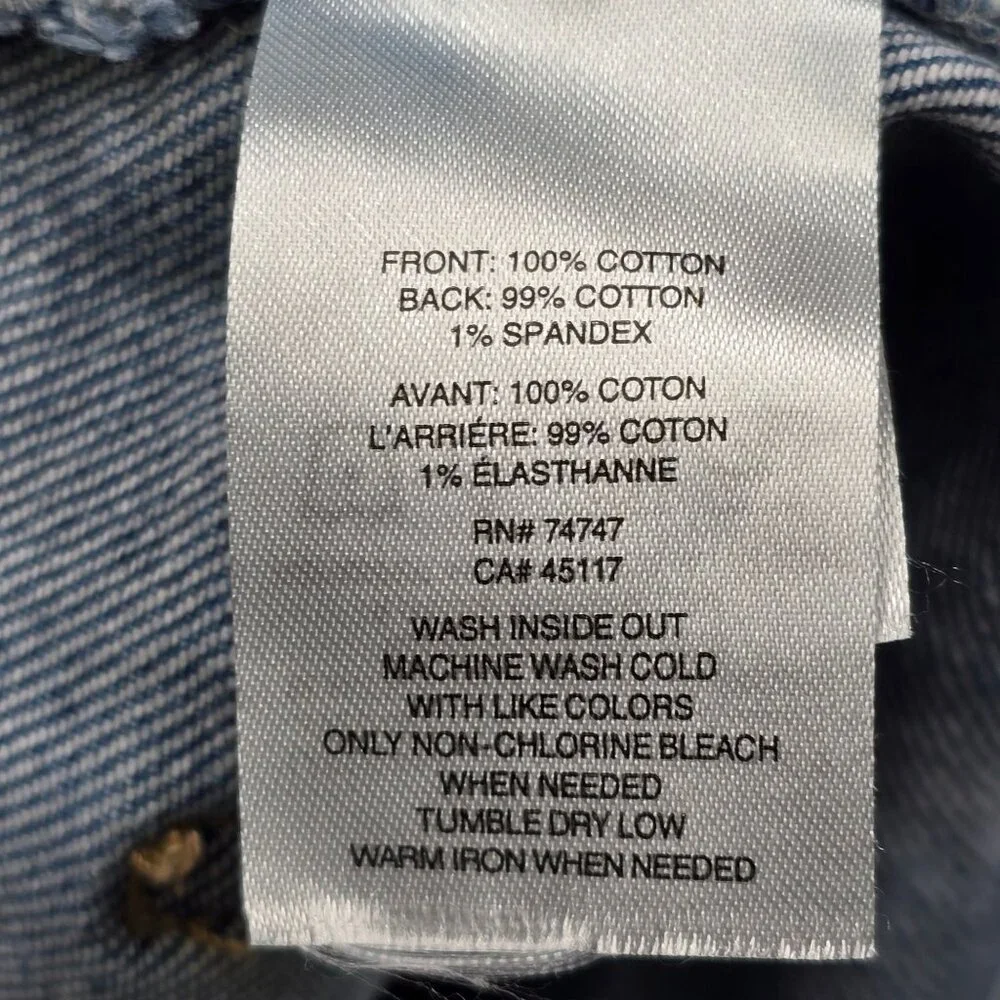 FRONT: 100% COTTON
BACK: 99% COTTON
1% SPANDEX
AVANT: 100% COTON
L'ARRIÉRE: 99% COTON
1% ÉLASTHANNE
RN# 74747
CA# 45117
WASH INSIDE OUT
MACHINE WASH COLD
WITH LIKE COLORS
ONLY NON-CHLORINE BLEACH
WHEN NEEDED
TUMBLE DRY LOW
WARM IRON WHEN NEEDED